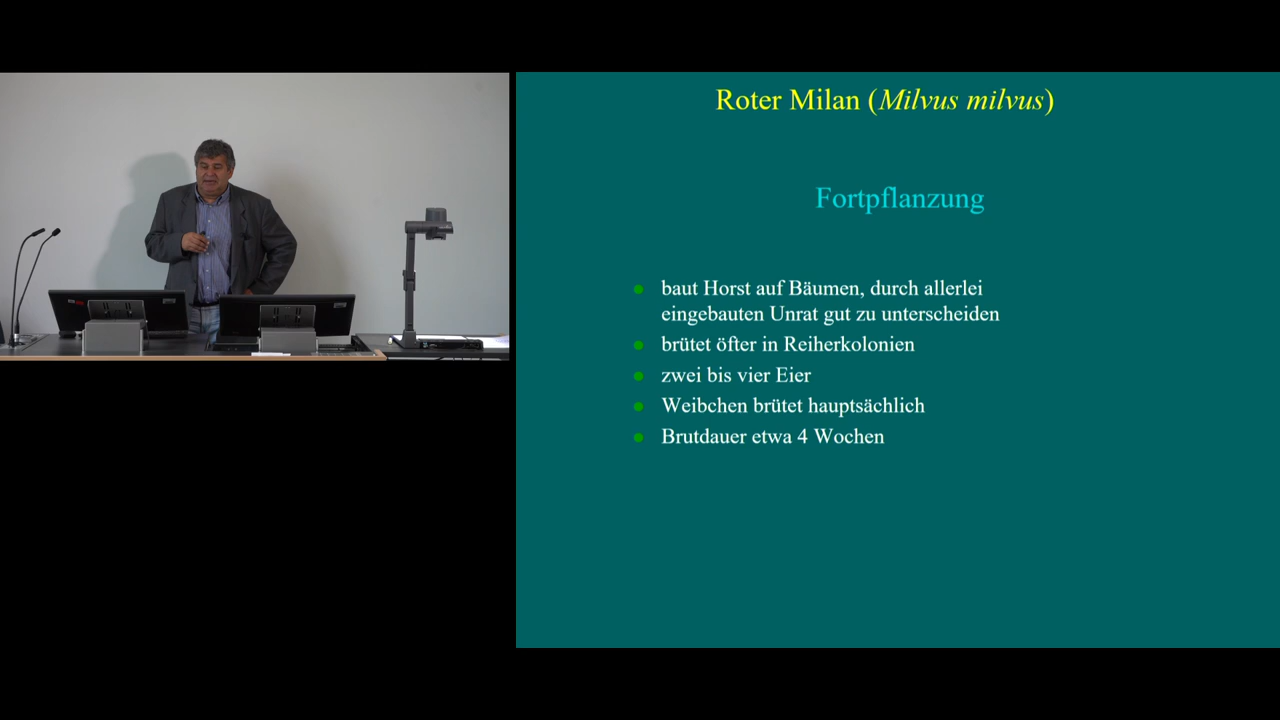 Roter Milan (Milvus milvus)
Fortpflanzung
baut Horst auf Bäumen, durch allerlei
eingebauten Unrat gut zu unterscheiden
brütet öfter in Reiherkolonien
zwei bis vier Eier
Weibchen brütet hauptsächlich
Brutdauer etwa 4 Wochen